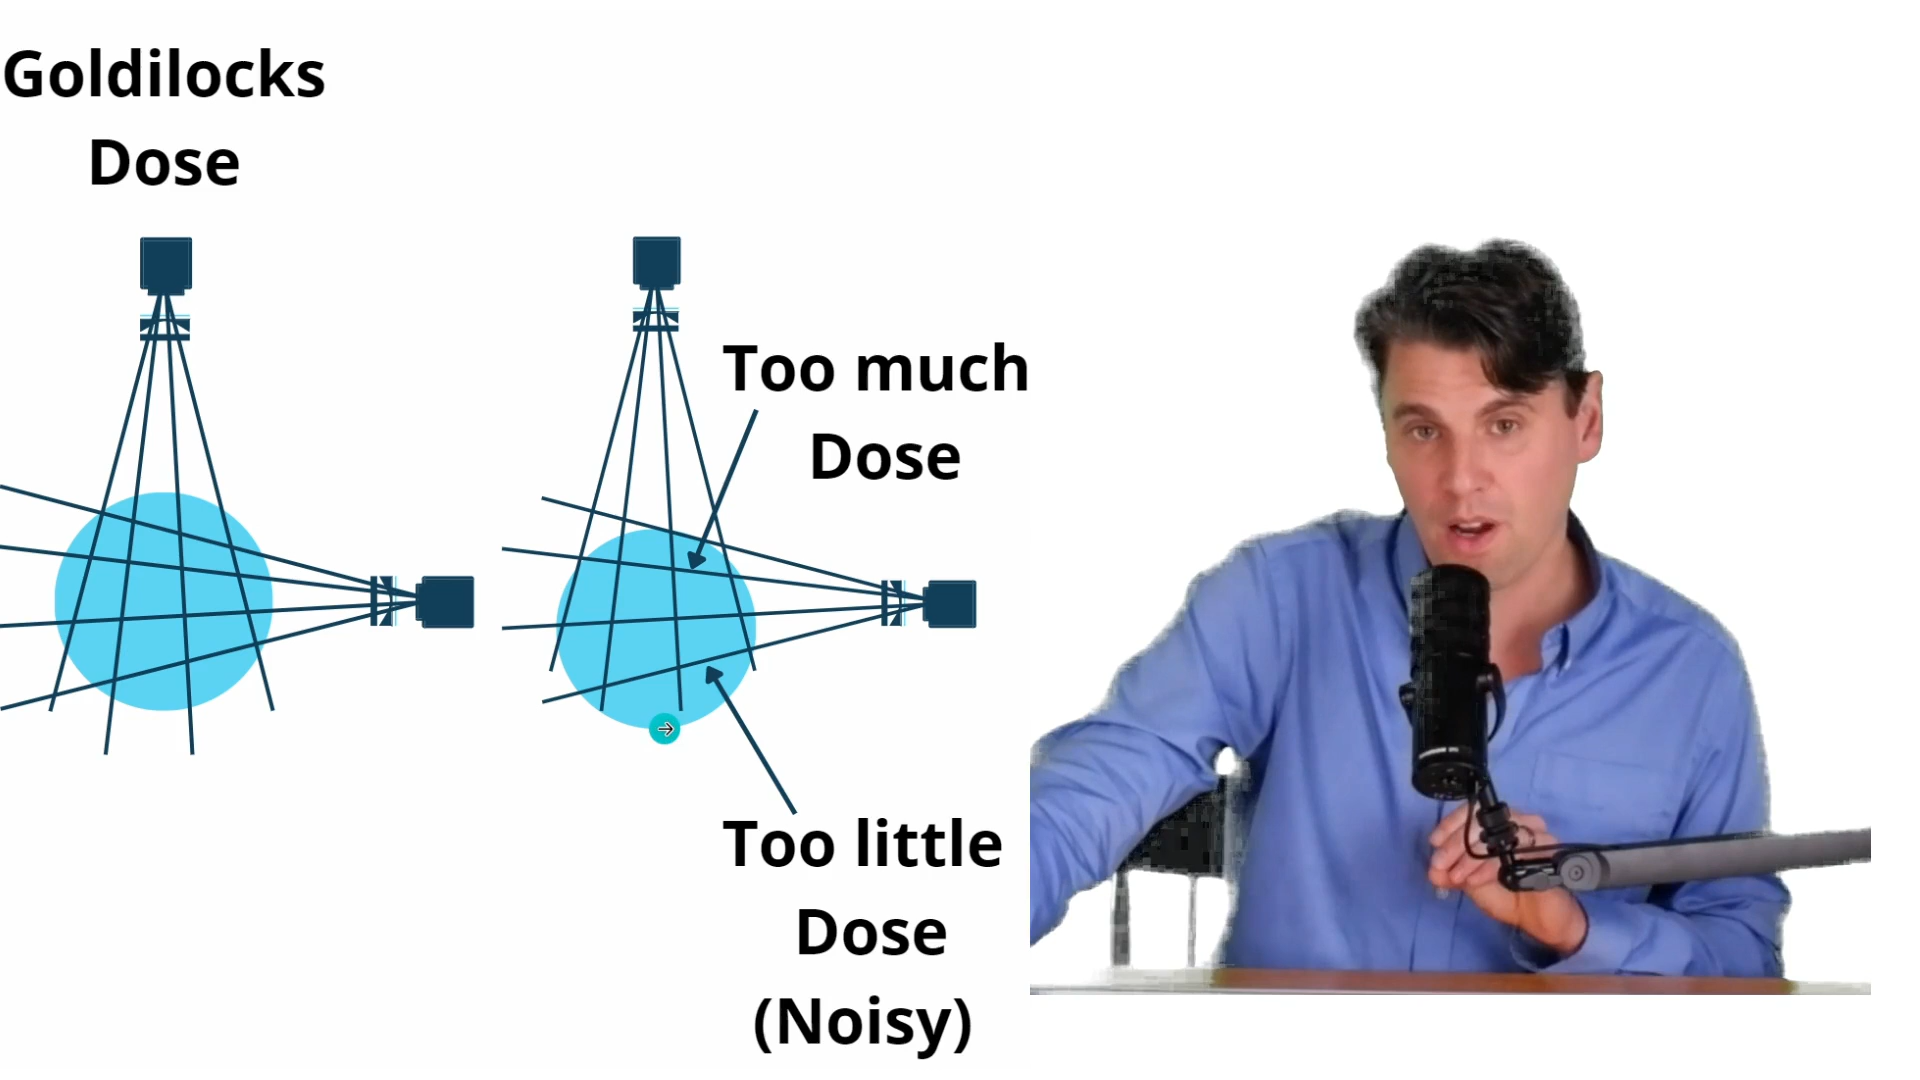 Goldilocks
Dose
Too much
Dose
Too little
Dose
(Noisy)